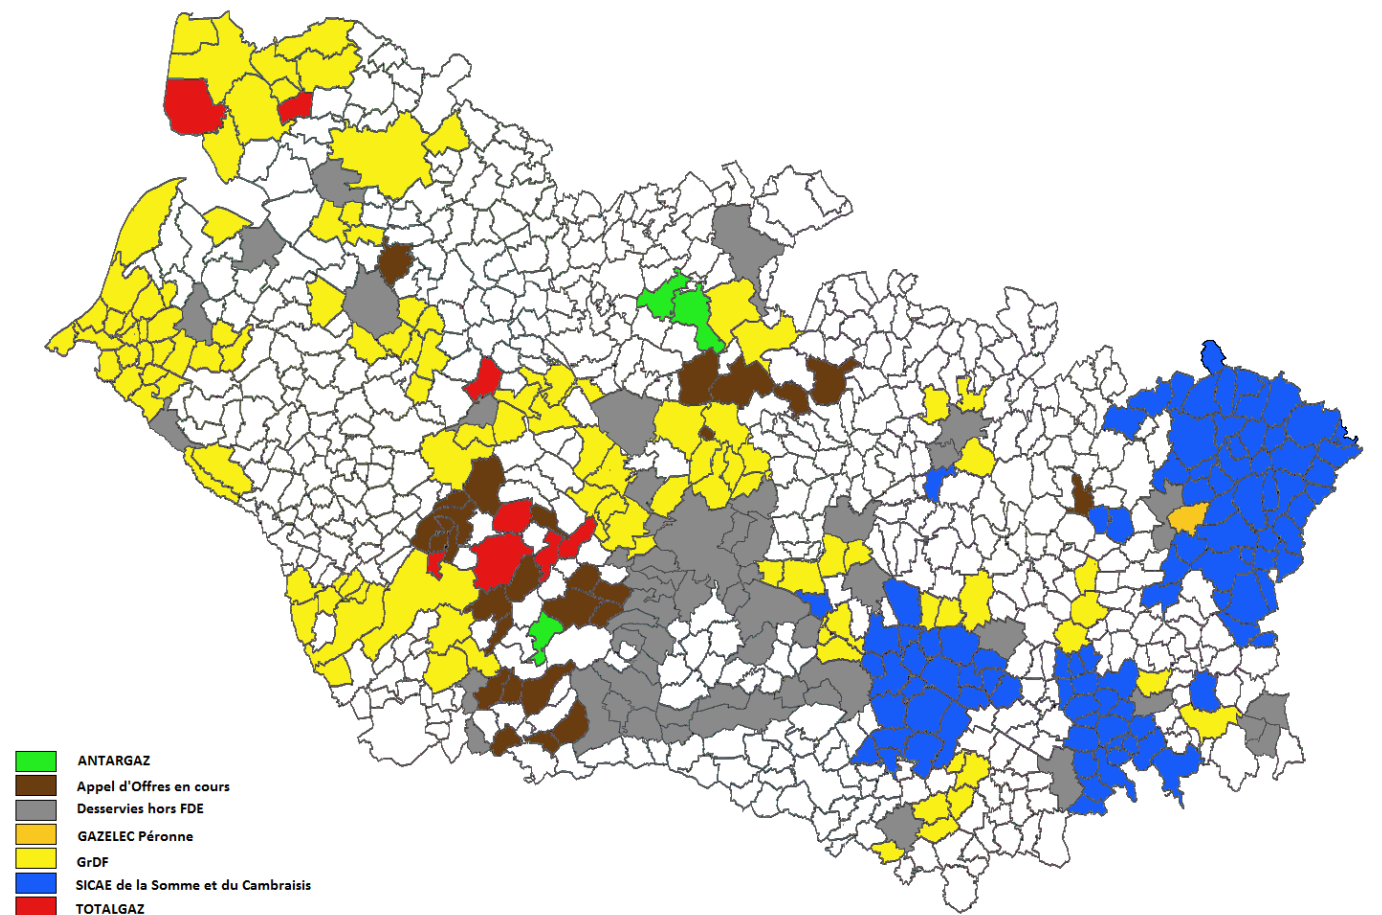 ANTARGAZ
Appel d'Offres en cours
Desservies hors FDE
GAZELEC Péronne
GrDF
SICAE de la Somme et du Cambraisis
TOTALGAZ